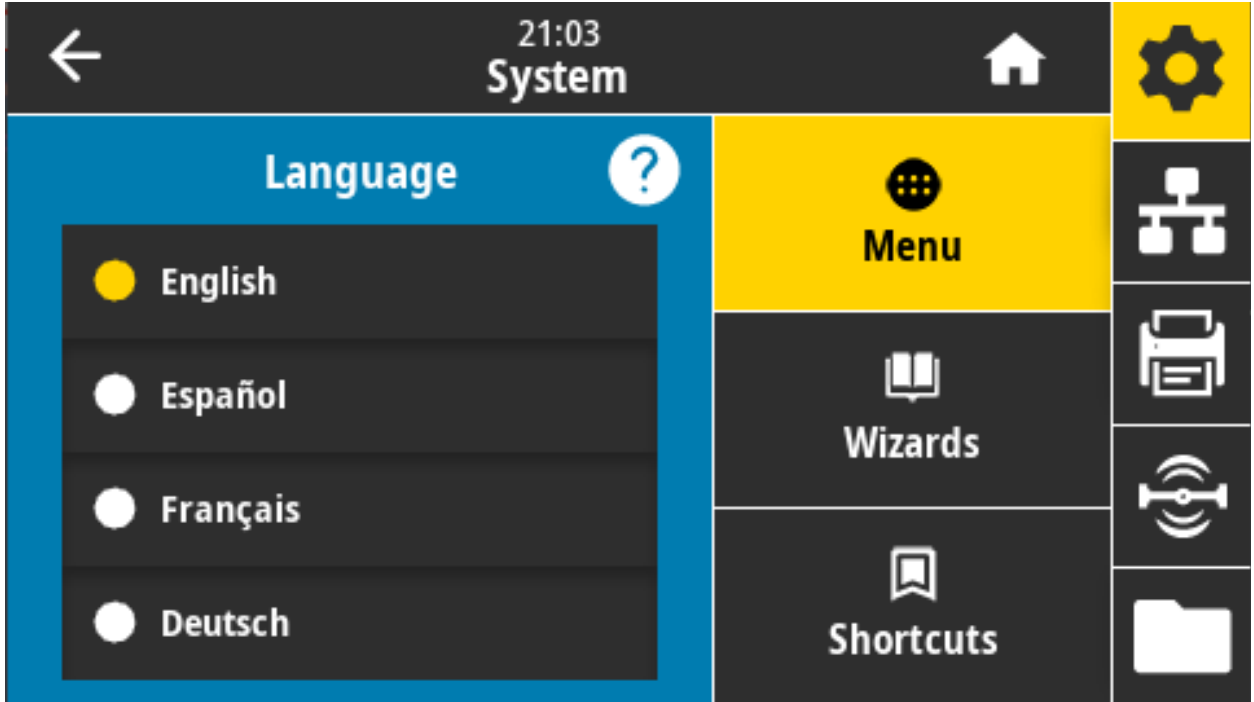 21:03
System
Language
?
English
Español
Français
Deutsch
Menu
Wizards
Shortcuts